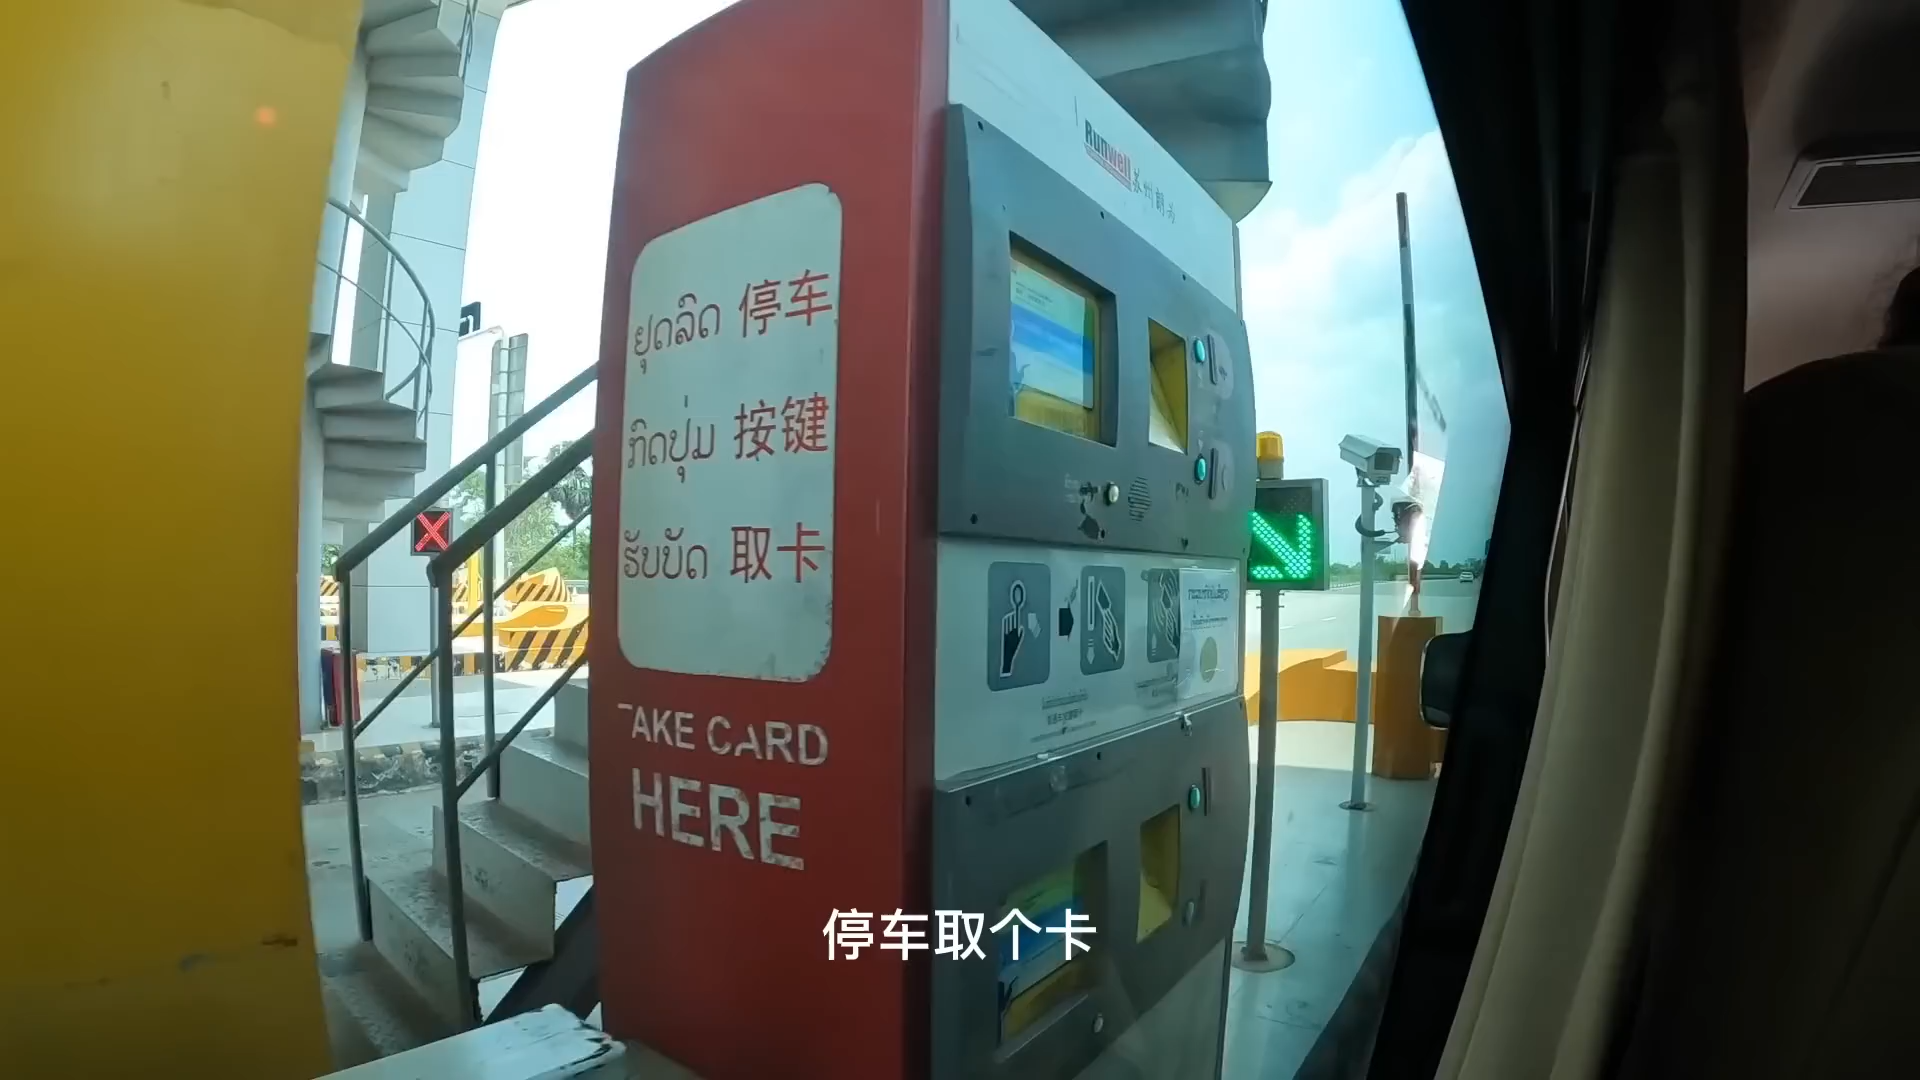 Runwell
ຢຸດລົດ 停车
ກົດປຸ່ມ 按键
ຮັບບັດ 取卡
TAKE CARD
HERE
停车取个卡